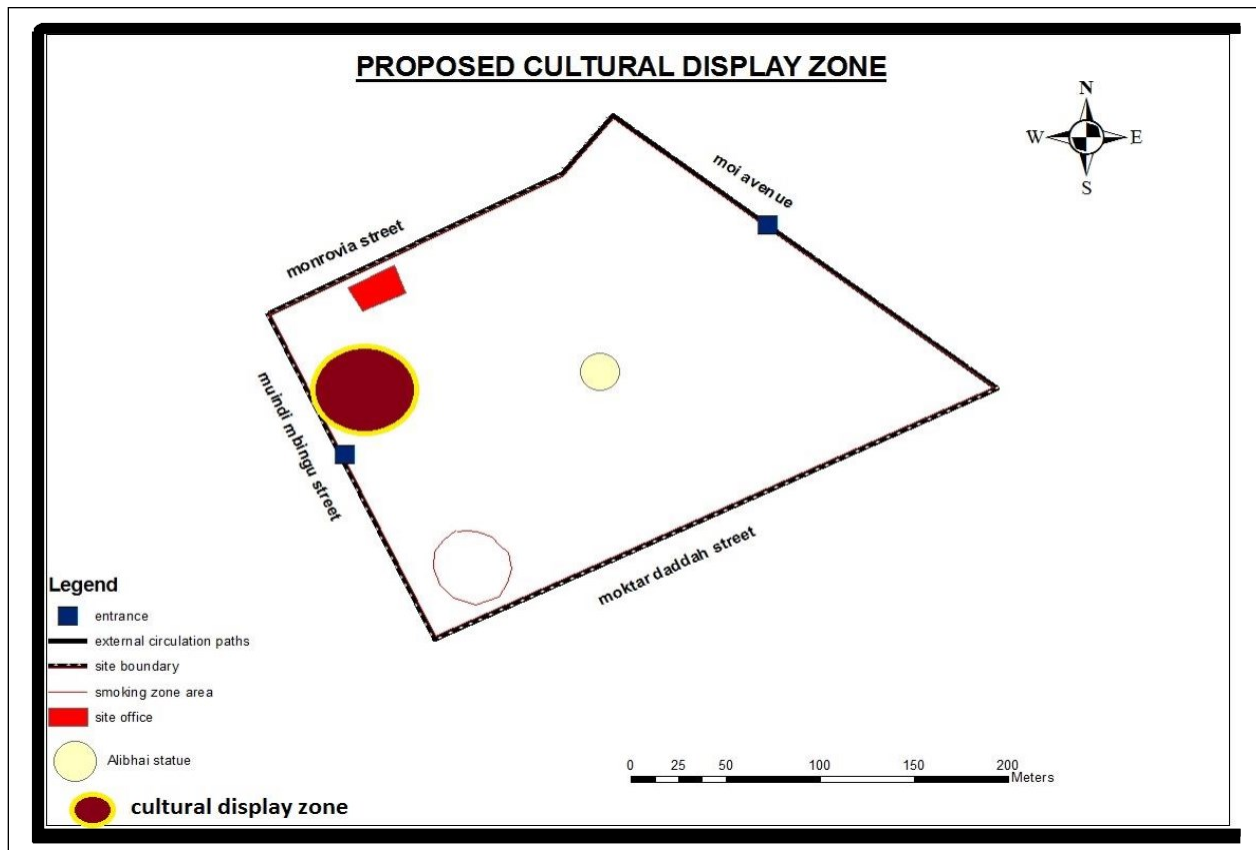 PROPOSED CULTURAL DISPLAY ZONE
N
W E
S
moi avenue
monrovia street
muindi mbingu street
moktar daddah street
Legend
entrance
external circulation paths
site boundary
smoking zone area
site office
Alibhai statue
cultural display zone
0 25 50 100 150 200
Meters